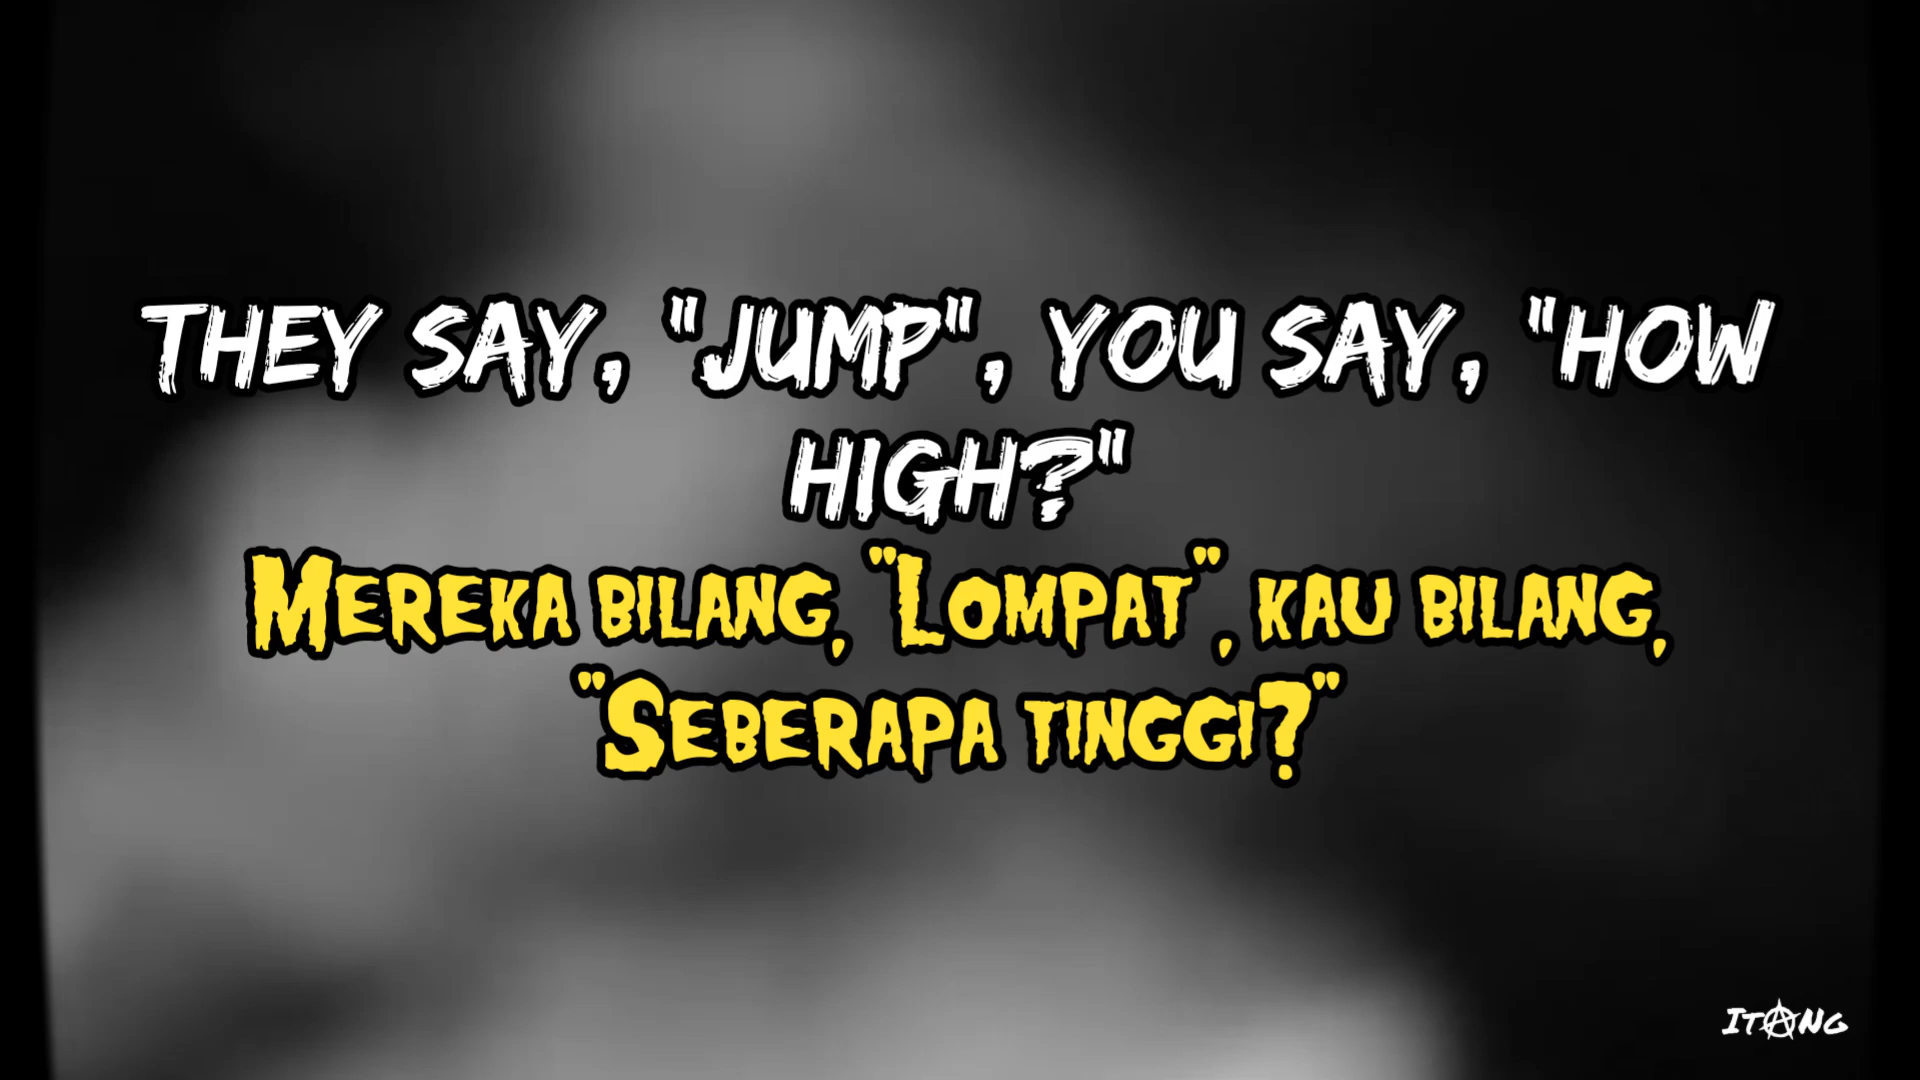 THEY SAY, "JUMP", YOU SAY, "HOW
HIGH?"
Mereka bilang, "Lompat", kau bilang,
"Seberapa tinggi?"
ITANG